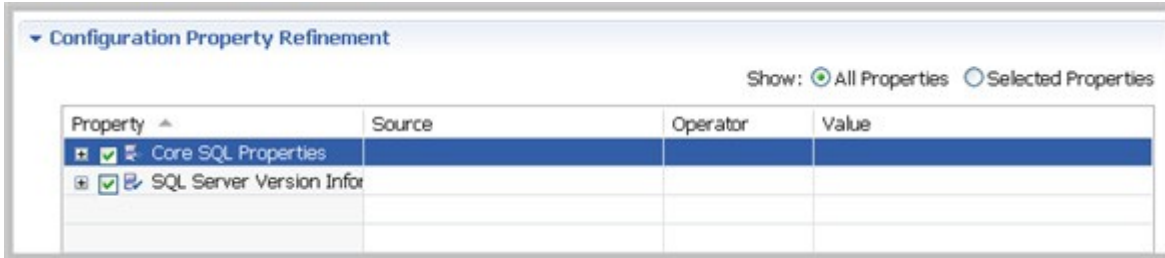 Configuration Property Refinement
Show: All Properties Selected Properties
Property Source Operator Value
Core SQL Properties
SQL Server Version Infor